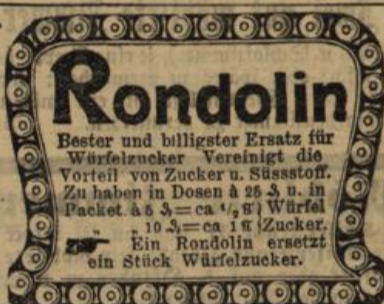 Rondolin
Bester und billigster Ersatz für
Würfelzucker Vereinigt die
Vorteil von Zucker u. Süssstoff.
Zu haben in Dosen à 25 ₰ u. in
Packet. à 5 ₰ = ca ½ ℔ } Würfel
„ „ 10 ₰ = ca 1 ℔ } Zucker.
Ein Rondolin ersetzt
ein Stück Würfelzucker.